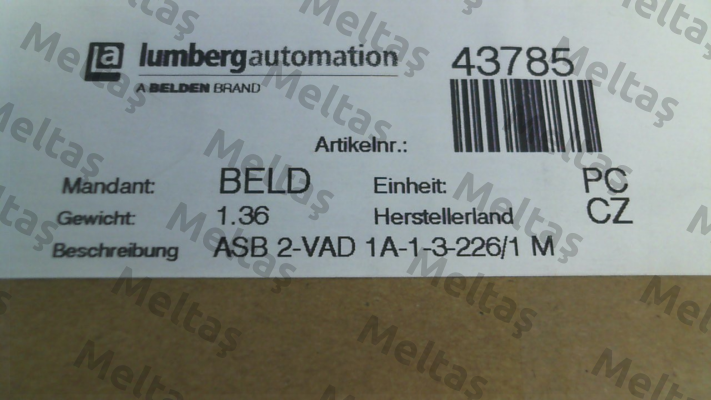 la lumbergautomation
A BELDEN BRAND
43785
Artikelnr.:
Mandant: BELD Einheit: PC
Gewicht: 1.36 Herstellerland CZ
Beschreibung ASB 2-VAD 1A-1-3-226/1 M
Meltaş